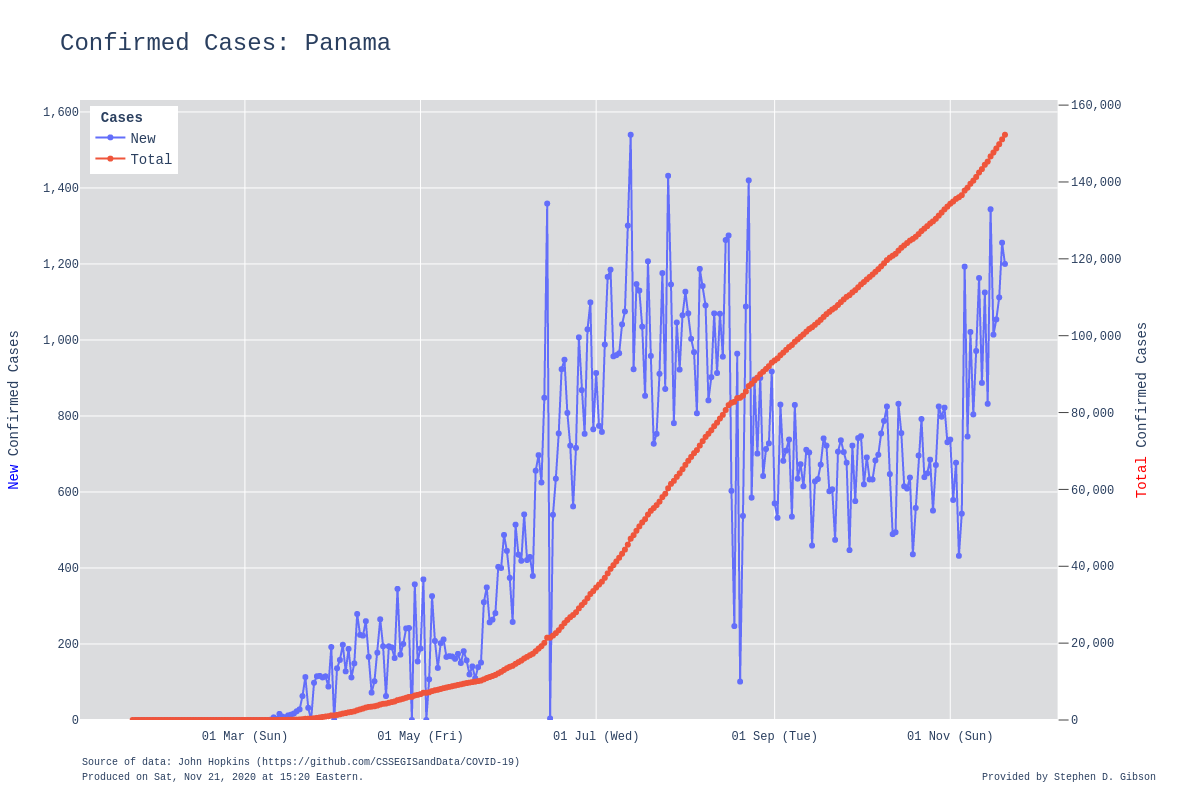 Confirmed Cases: Panama
Cases
New
Total
1,600
1,400
1,200
1,000
800
600
400
200
0
160,000
140,000
120,000
100,000
80,000
60,000
40,000
20,000
0
New Confirmed Cases
Total Confirmed Cases
01 Mar (Sun)
01 May (Fri)
01 Jul (Wed)
01 Sep (Tue)
01 Nov (Sun)
Source of data: John Hopkins (https://github.com/CSSEGISandData/COVID-19)
Produced on Sat, Nov 21, 2020 at 15:20 Eastern.
Provided by Stephen D. Gibson